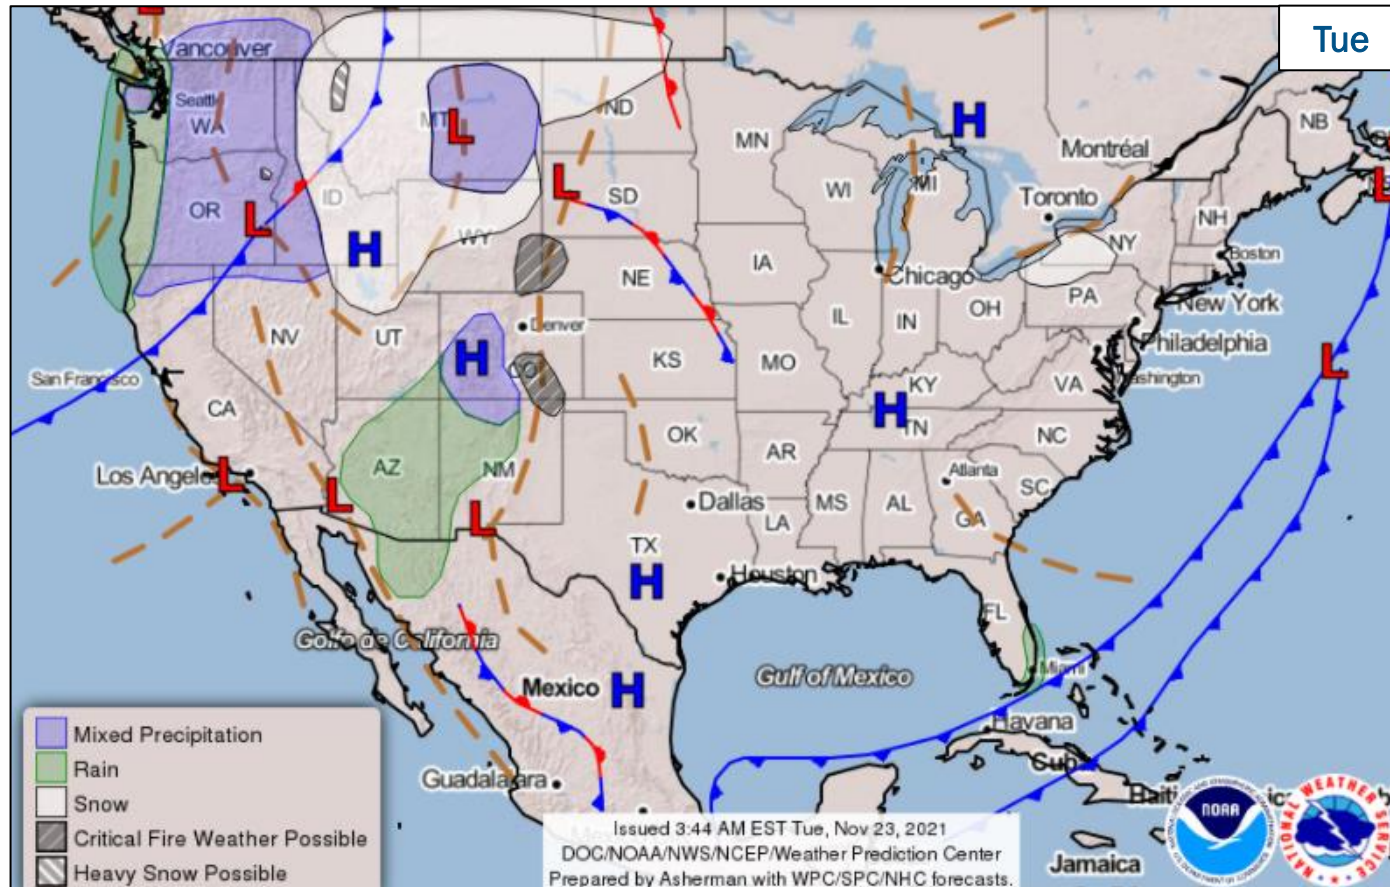 Tue
Vancouver
Seattle
WA
MT
ND
MN
Montréal
NB
OR
ID
SD
WI
MI
Toronto
NH
WY
NY
Boston
NE
IA
Chicago
PA
New York
NV
UT
Denver
IL
IN
OH
Philadelphia
San Francisco
CO
KS
MO
KY
VA
ashington
CA
L
H
TN
NC
OK
AR
AZ
NM
Los Angele
Atlanta
SC
Dallas
MS
AL
GA
LA
TX
Houston
FL
Golfo de California
Miami
Mexico
Gulf of Mexico
Havana
Cuba
Guadalajara
Haiti
Jamaica
Mixed Precipitation
Rain
Snow
Critical Fire Weather Possible
Heavy Snow Possible
Issued 3:44 AM EST Tue, Nov 23, 2021
DOC/NOAA/NWS/NCEP/Weather Prediction Center
Prepared by Asherman with WPC/SPC/NHC forecasts.
NOAA
NATIONAL WEATHER SERVICE